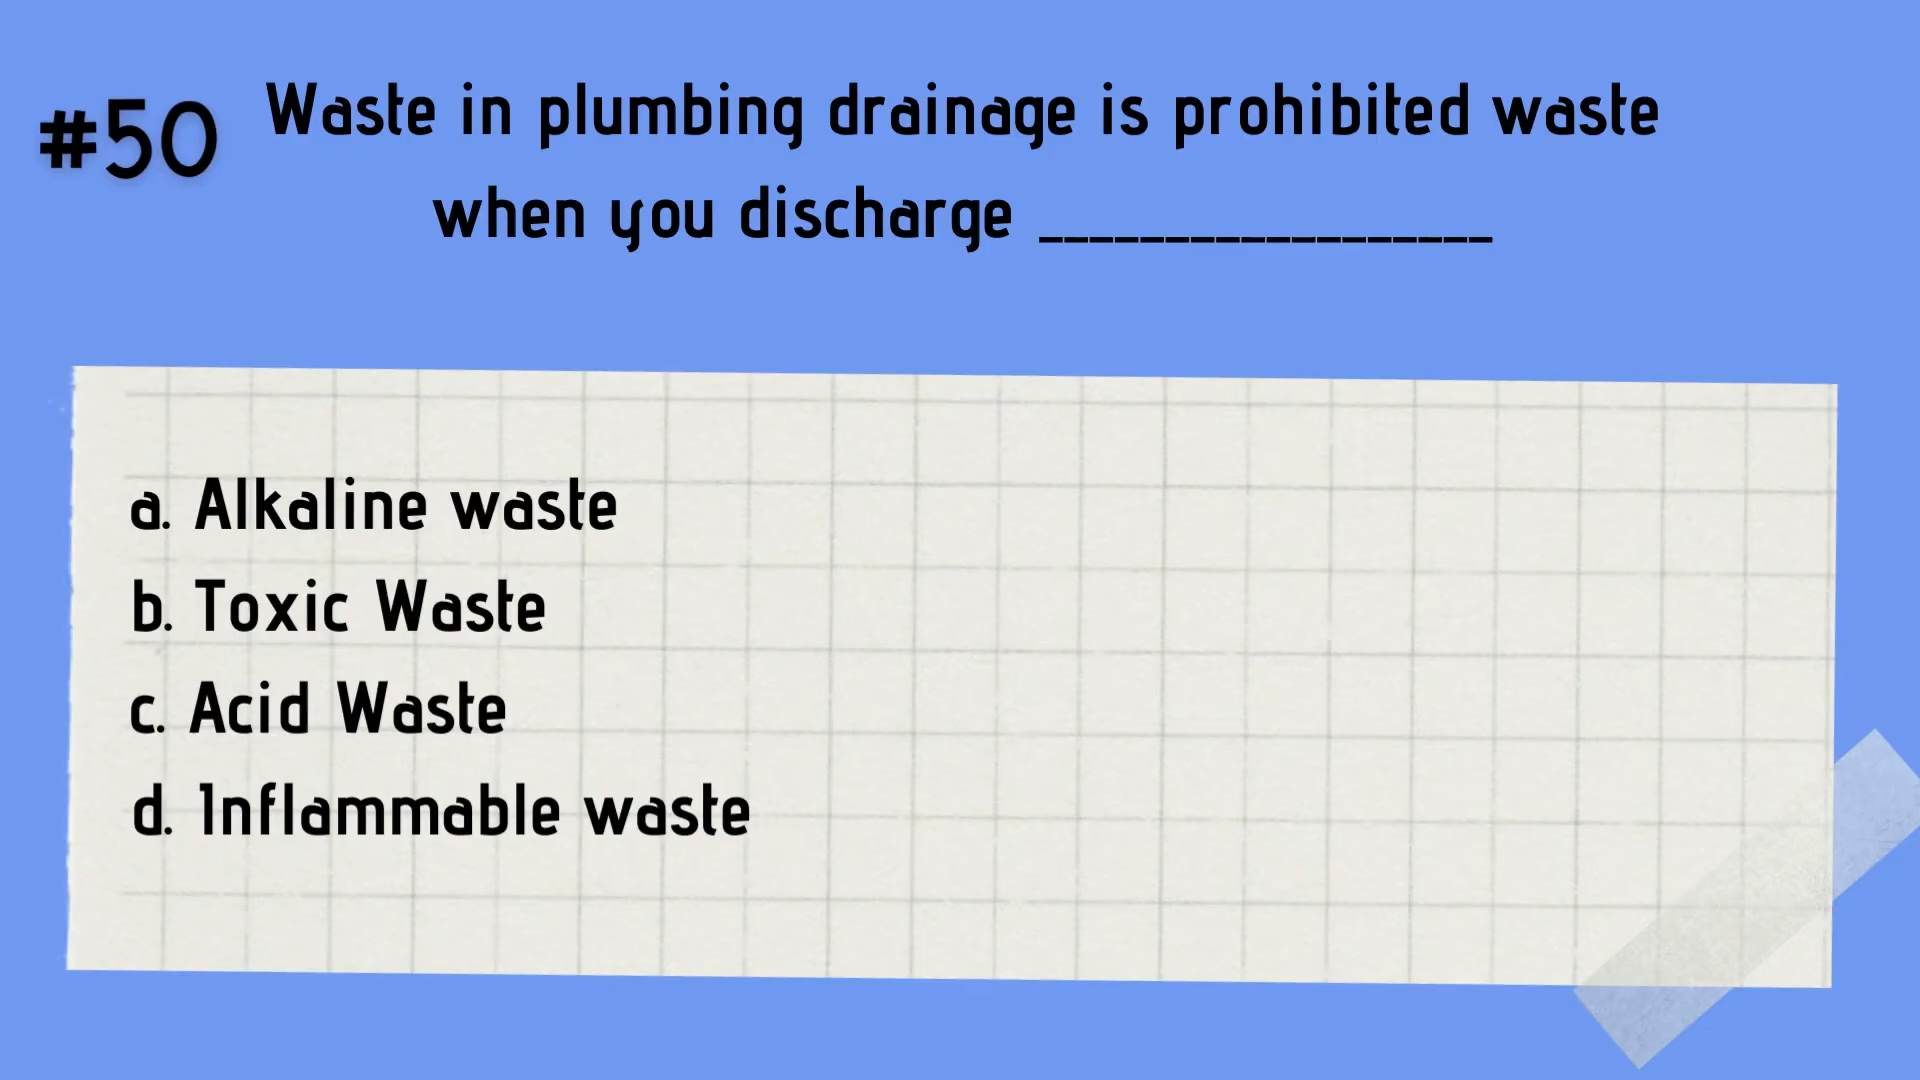 #50
Waste in plumbing drainage is prohibited waste
when you discharge __________________
a. Alkaline waste
b. Toxic Waste
c. Acid Waste
d. Inflammable waste